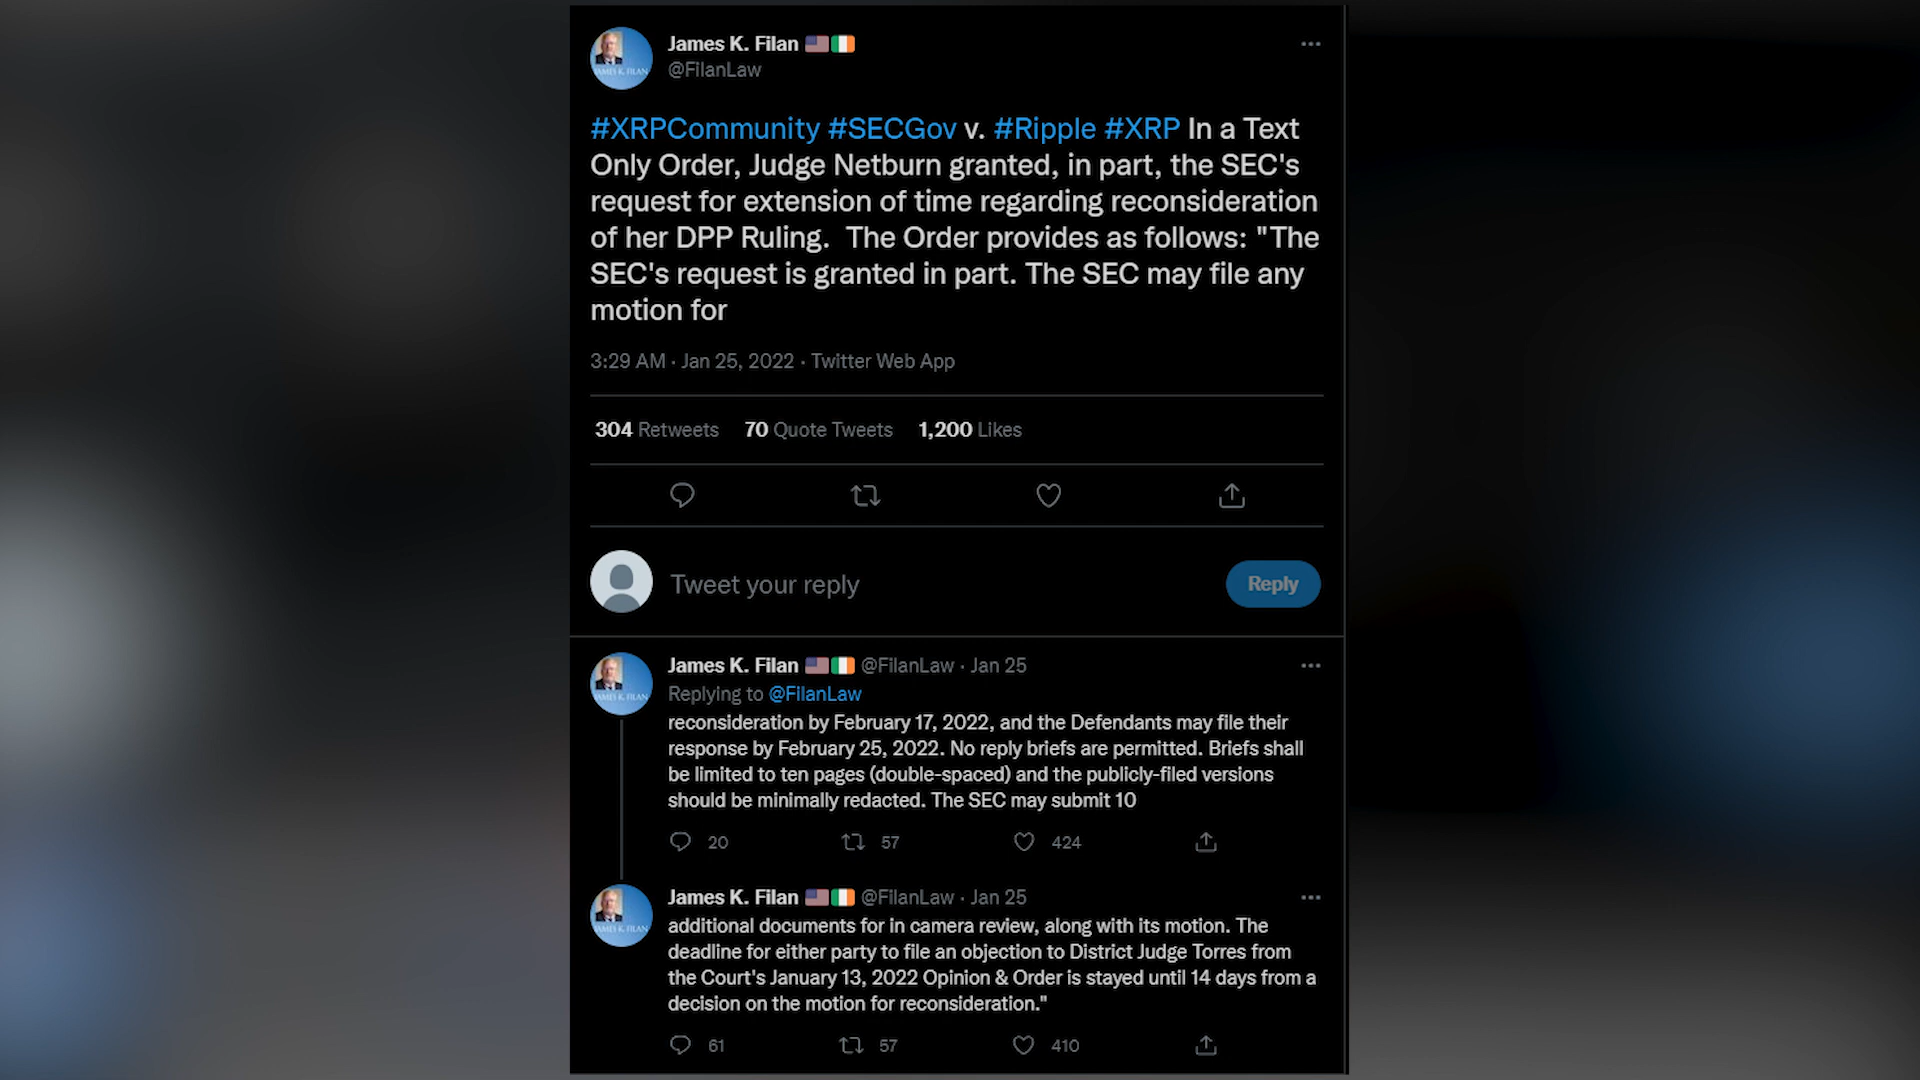 James K. Filan
@FilanLaw
#XRPCommunity #SECGov v. #Ripple #XRP In a Text
Only Order, Judge Netburn granted, in part, the SEC's
request for extension of time regarding reconsideration
of her DPP Ruling.  The Order provides as follows: "The
SEC's request is granted in part. The SEC may file any
motion for
3:29 AM · Jan 25, 2022 · Twitter Web App
304 Retweets 70 Quote Tweets 1,200 Likes
Tweet your reply
Reply
James K. Filan @FilanLaw · Jan 25
Replying to @FilanLaw
reconsideration by February 17, 2022, and the Defendants may file their
response by February 25, 2022. No reply briefs are permitted. Briefs shall
be limited to ten pages (double-spaced) and the publicly-filed versions
should be minimally redacted. The SEC may submit 10
20 57 424
James K. Filan @FilanLaw · Jan 25
additional documents for in camera review, along with its motion. The
deadline for either party to file an objection to District Judge Torres from
the Court's January 13, 2022 Opinion & Order is stayed until 14 days from a
decision on the motion for reconsideration."
61 57 410